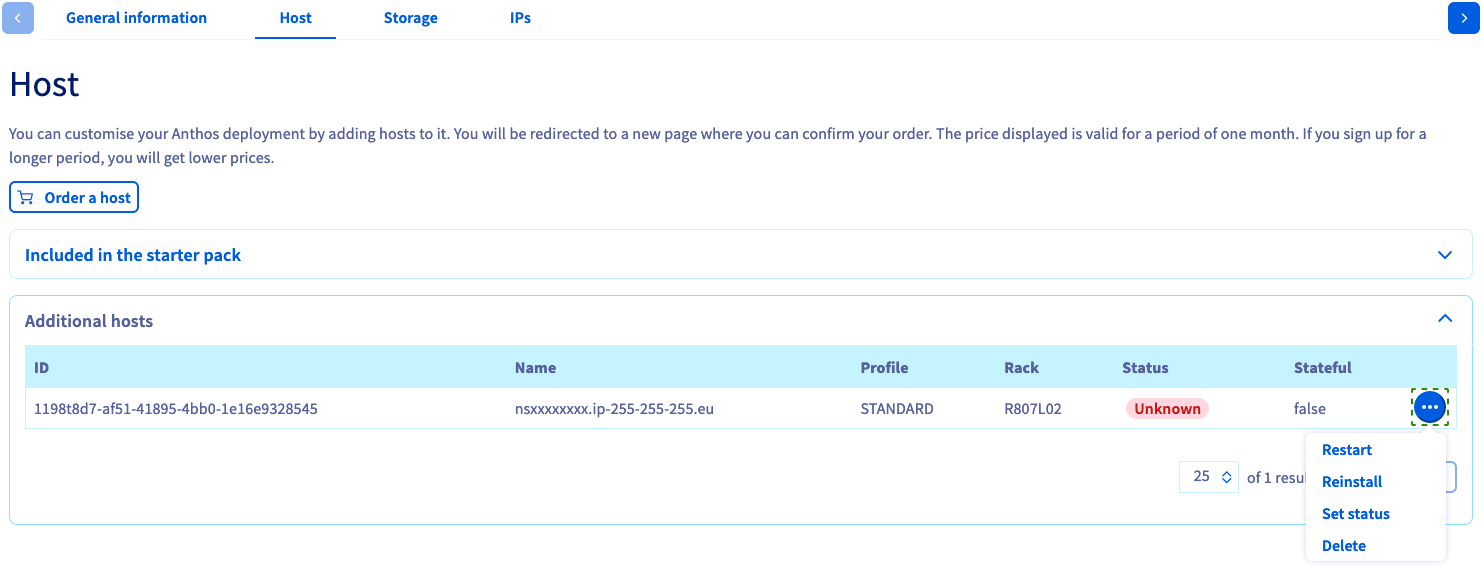 General information
Host
Storage
IPs
Host
You can customise your Anthos deployment by adding hosts to it. You will be redirected to a new page where you can confirm your order. The price displayed is valid for a period of one month. If you sign up for a
longer period, you will get lower prices.
Order a host
Included in the starter pack
Additional hosts
ID Name Profile Rack Status Stateful
1198t8d7-af51-41895-4bb0-1e16e9328545 nsxxxxxxxx.ip-255-255-255.eu STANDARD R807L02 Unknown false
Restart
25 of 1 resul
Reinstall
Set status
Delete